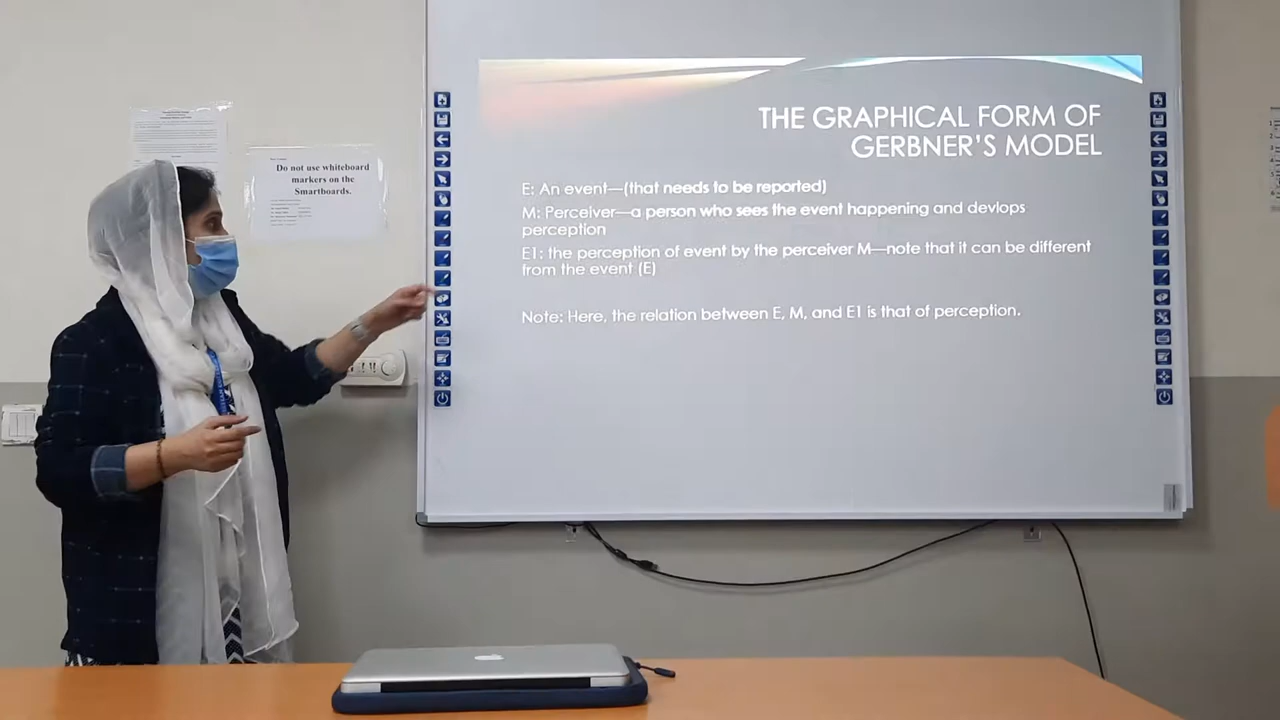 Do not use whiteboard
markers on the
Smartboards.
THE GRAPHICAL FORM OF
GERBNER'S MODEL
E: An event—(that needs to be reported)
M: Perceiver—a person who sees the event happening and devlops
perception
E1: the perception of event by the perceiver M—note that it can be different
from the event (E)
Note: Here, the relation between E, M, and E1 is that of perception.